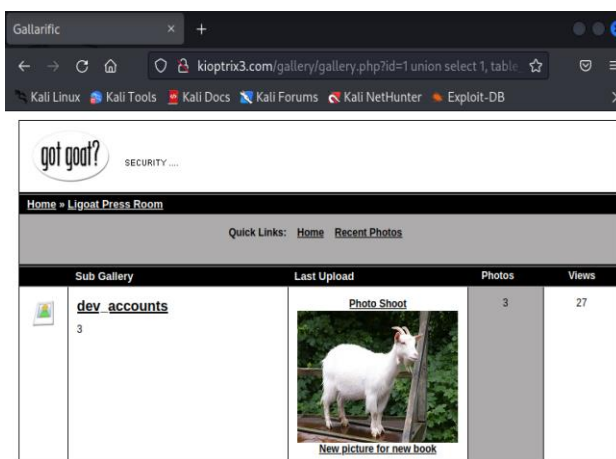 Gallarific
kioptrix3.com/gallery/gallery.php?id=1 union select 1, table_
Kali Linux Kali Tools Kali Docs Kali Forums Kali NetHunter Exploit-DB
got goat? SECURITY ....
Home » Ligoat Press Room
Quick Links: Home Recent Photos
Sub Gallery Last Upload Photos Views
dev_accounts Photo Shoot 3 27
3
New picture for new book